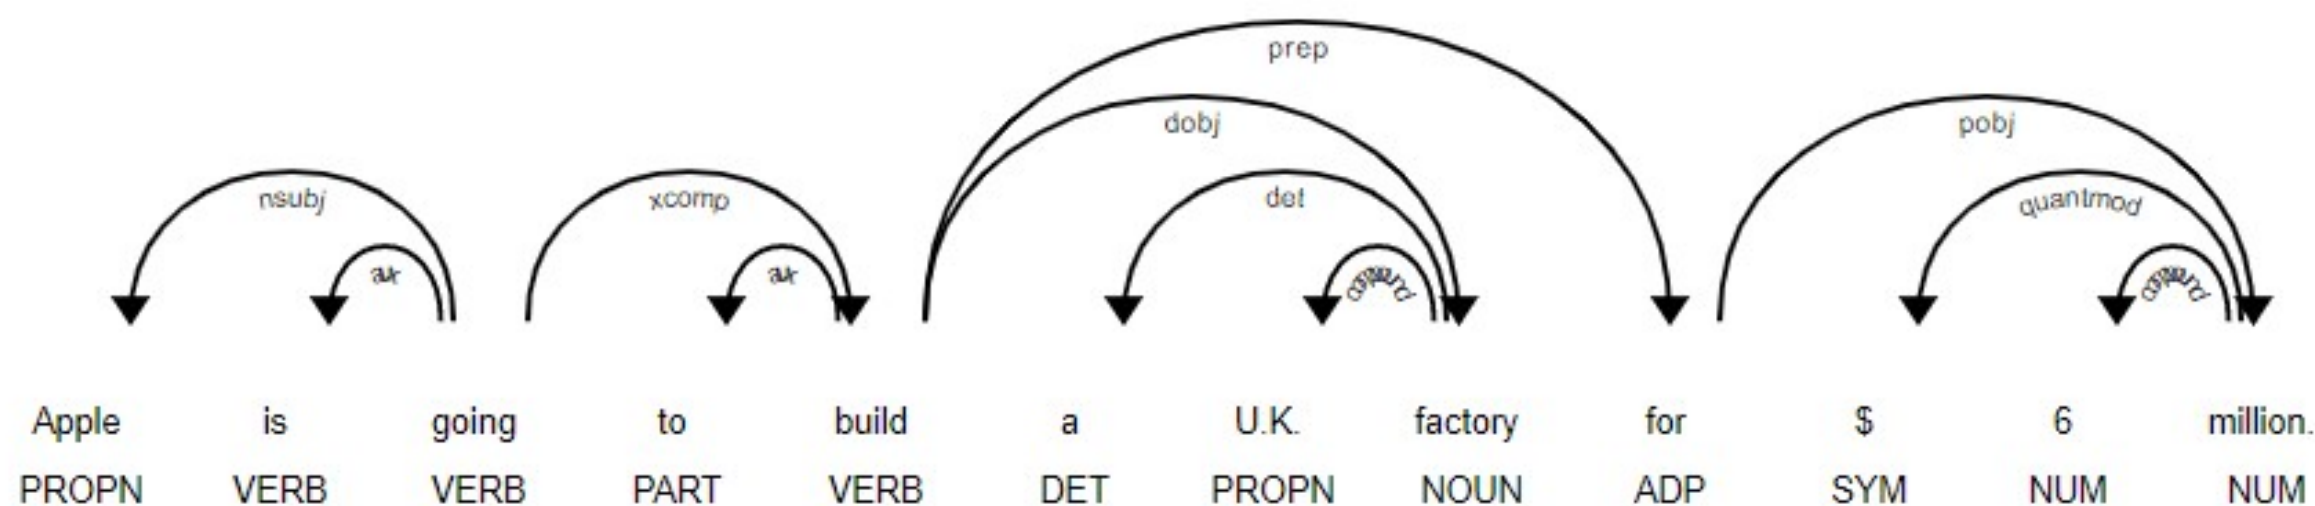 prep
dobj pobj
nsubj xcomp det quantmod
aux aux compound compound
Apple is going to build a U.K. factory for $ 6 million.
PROPN VERB VERB PART VERB DET PROPN NOUN ADP SYM NUM NUM